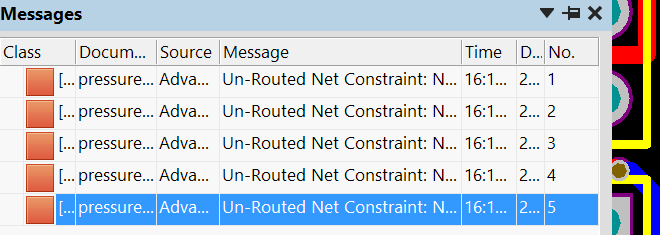 Messages
Class Docum... Source Message Time D... No.
[... pressure... Adva... Un-Routed Net Constraint: N... 16:1... 2... 1
[... pressure... Adva... Un-Routed Net Constraint: N... 16:1... 2... 2
[... pressure... Adva... Un-Routed Net Constraint: N... 16:1... 2... 3
[... pressure... Adva... Un-Routed Net Constraint: N... 16:1... 2... 4
[... pressure... Adva... Un-Routed Net Constraint: N... 16:1... 2... 5